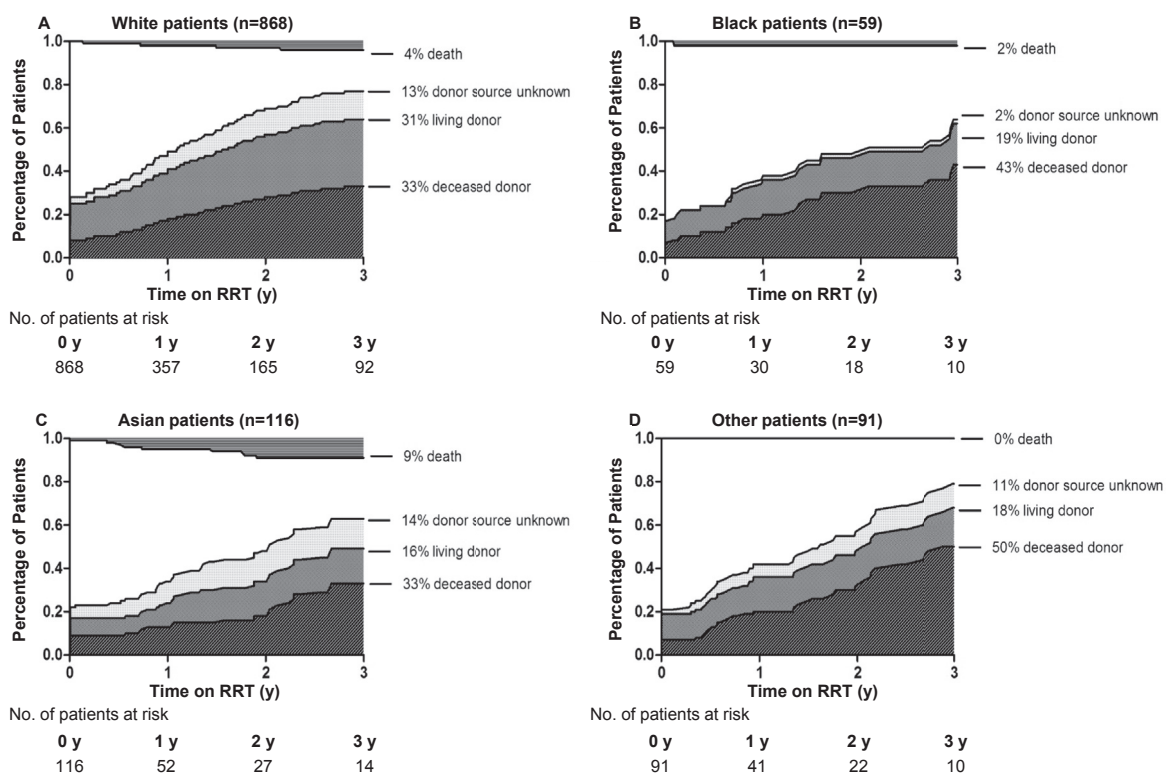 A White patients (n=868)
Percentage of Patients
1.0
0.8
0.6
0.4
0.2
0.0
4% death
13% donor source unknown
31% living donor
33% deceased donor
0 1 2 3
Time on RRT (y)
No. of patients at risk
0 y 1 y 2 y 3 y
868 357 165 92
B Black patients (n=59)
Percentage of Patients
1.0
0.8
0.6
0.4
0.2
0.0
2% death
2% donor source unknown
19% living donor
43% deceased donor
0 1 2 3
Time on RRT (y)
No. of patients at risk
0 y 1 y 2 y 3 y
59 30 18 10
C Asian patients (n=116)
Percentage of Patients
1.0
0.8
0.6
0.4
0.2
0.0
9% death
14% donor source unknown
16% living donor
33% deceased donor
0 1 2 3
Time on RRT (y)
No. of patients at risk
0 y 1 y 2 y 3 y
116 52 27 14
D Other patients (n=91)
Percentage of Patients
1.0
0.8
0.6
0.4
0.2
0.0
0% death
11% donor source unknown
18% living donor
50% deceased donor
0 1 2 3
Time on RRT (y)
No. of patients at risk
0 y 1 y 2 y 3 y
91 41 22 10